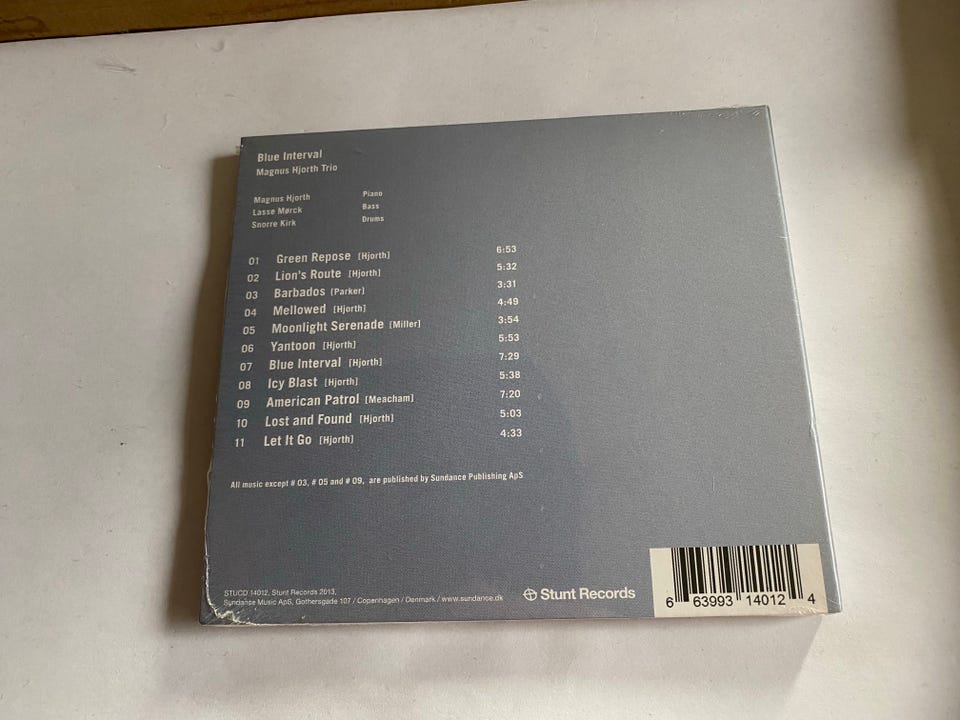 Blue Interval
Magnus Hjorth Trio
Magnus Hjorth Piano
Lasse Mørck Bass
Snorre Kirk Drums
01 Green Repose [Hjorth] 6:53
02 Lion's Route [Hjorth] 5:32
03 Barbados [Parker] 3:31
04 Mellowed [Hjorth] 4:49
05 Moonlight Serenade [Miller] 3:54
06 Yantoon [Hjorth] 5:53
07 Blue Interval [Hjorth] 7:29
08 Icy Blast [Hjorth] 5:38
09 American Patrol [Meacham] 7:20
10 Lost and Found [Hjorth] 5:03
11 Let It Go [Hjorth] 4:33
All music except # 03, # 05 and # 09, are published by Sundance Publishing ApS
STUCD 14012, Stunt Records 2013,
Sundance Music ApS, Gothersgade 107 / Copenhagen / Denmark / www.sundance.dk
Stunt Records
6 63993 14012 4